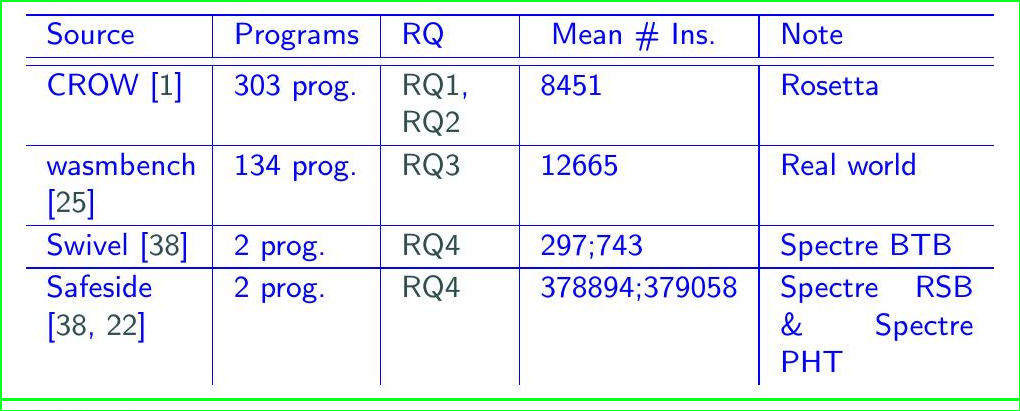 Source Programs RQ Mean # Ins. Note
CROW [1] 303 prog. RQ1, 8451 Rosetta
RQ2
wasmbench 134 prog. RQ3 12665 Real world
[25]
Swivel [38] 2 prog. RQ4 297;743 Spectre BTB
Safeside 2 prog. RQ4 378894;379058 Spectre RSB
[38, 22] & Spectre
PHT